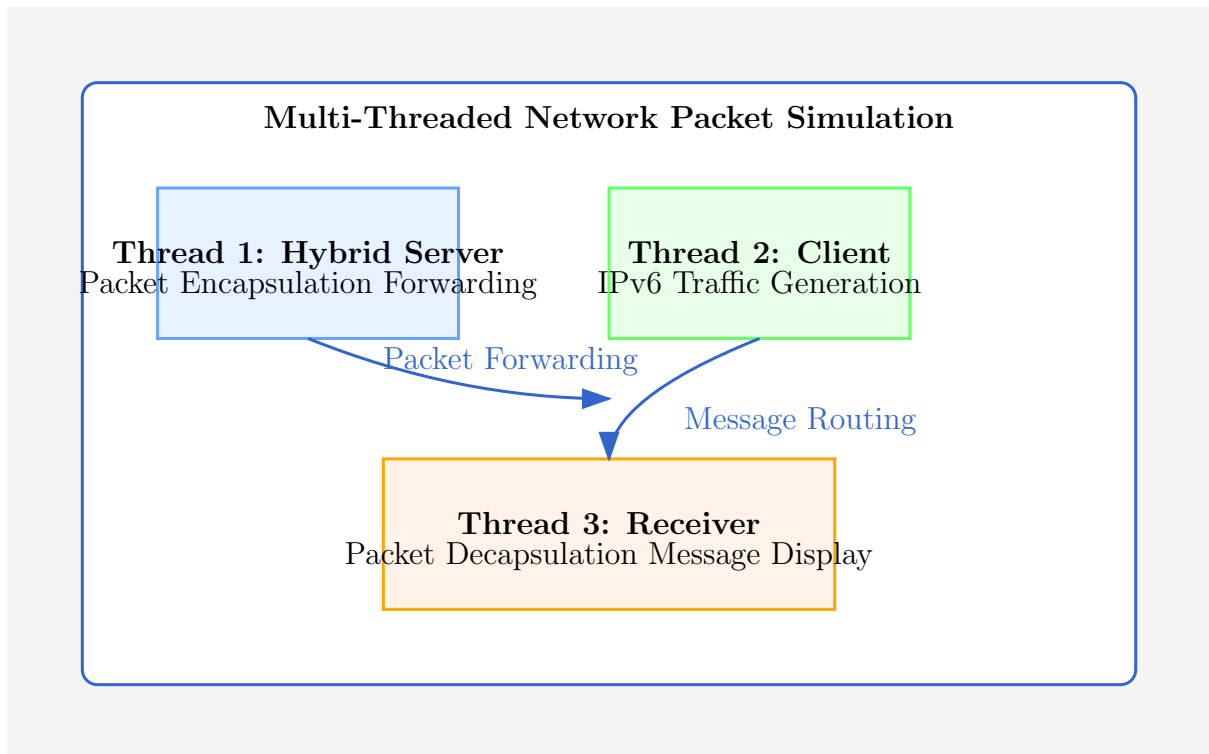 Multi-Threaded Network Packet Simulation
Thread 1: Hybrid Server
Packet Encapsulation Forwarding
Thread 2: Client
IPv6 Traffic Generation
Packet Forwarding
Message Routing
Thread 3: Receiver
Packet Decapsulation Message Display